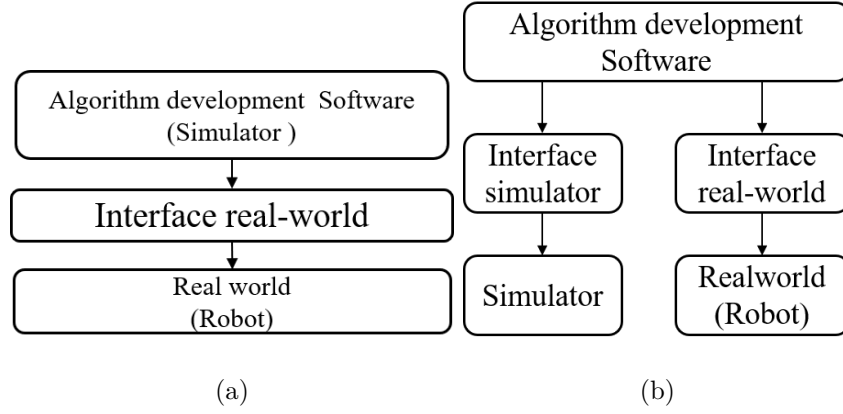 Algorithm development Software
(Simulator )
Interface real-world
Real world
(Robot)
(a)
Algorithm development
Software
Interface
simulator
Interface
real-world
Simulator
Realworld
(Robot)
(b)